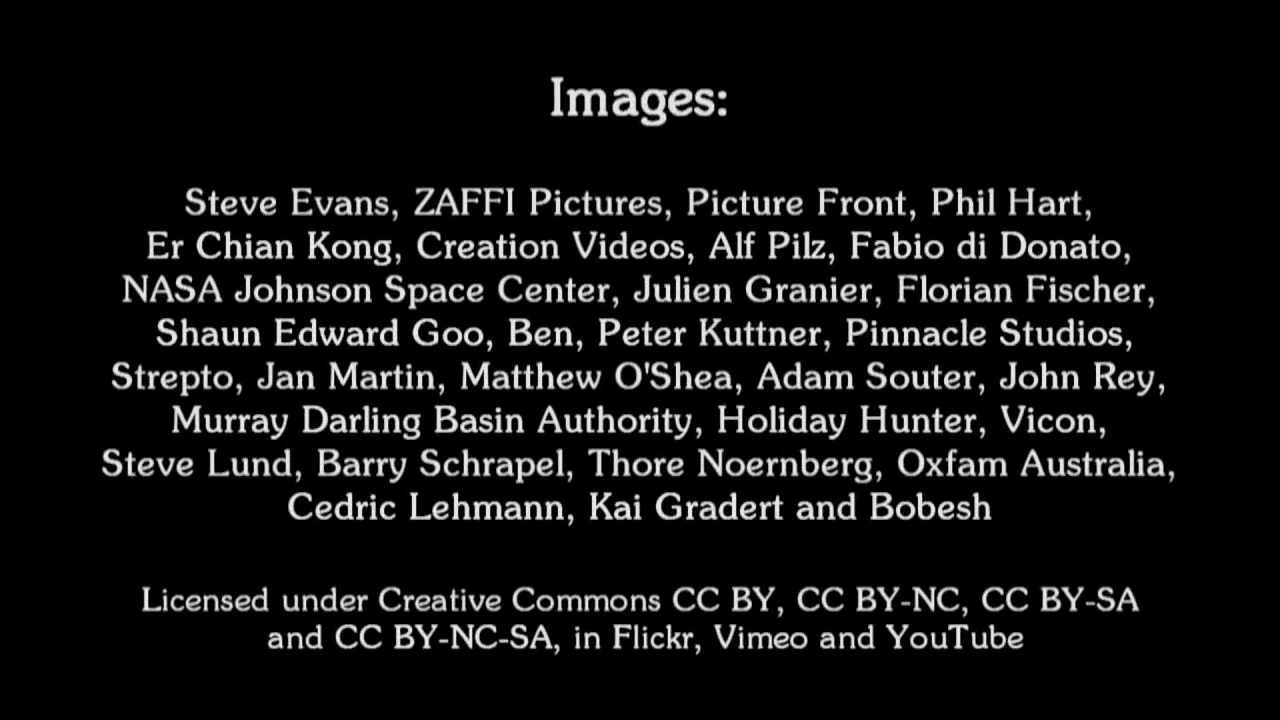 Images:
Steve Evans, ZAFFI Pictures, Picture Front, Phil Hart,
Er Chian Kong, Creation Videos, Alf Pilz, Fabio di Donato,
NASA Johnson Space Center, Julien Granier, Florian Fischer,
Shaun Edward Goo, Ben, Peter Kuttner, Pinnacle Studios,
Strepto, Jan Martin, Matthew O'Shea, Adam Souter, John Rey,
Murray Darling Basin Authority, Holiday Hunter, Vicon,
Steve Lund, Barry Schrapel, Thore Noernberg, Oxfam Australia,
Cedric Lehmann, Kai Gradert and Bobesh
Licensed under Creative Commons CC BY, CC BY-NC, CC BY-SA
and CC BY-NC-SA, in Flickr, Vimeo and YouTube